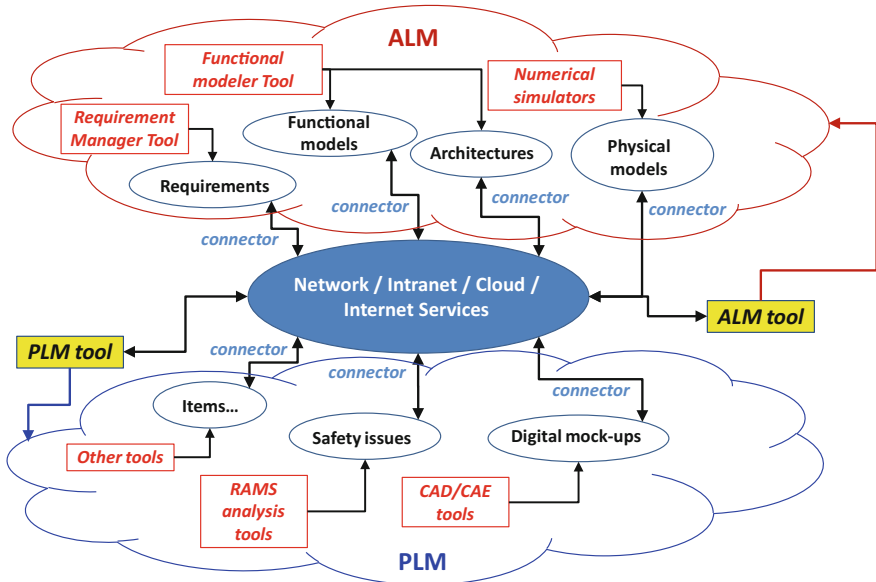 ALM
Functional
modeler Tool
Numerical
simulators
Requirement
Manager Tool
Functional
models
Architectures
Physical
models
Requirements
connector
connector
connector
connector
Network / Intranet / Cloud /
Internet Services
ALM tool
PLM tool
connector
connector
connector
Items...
Safety issues
Digital mock-ups
Other tools
RAMS
analysis
tools
CAD/CAE
tools
PLM